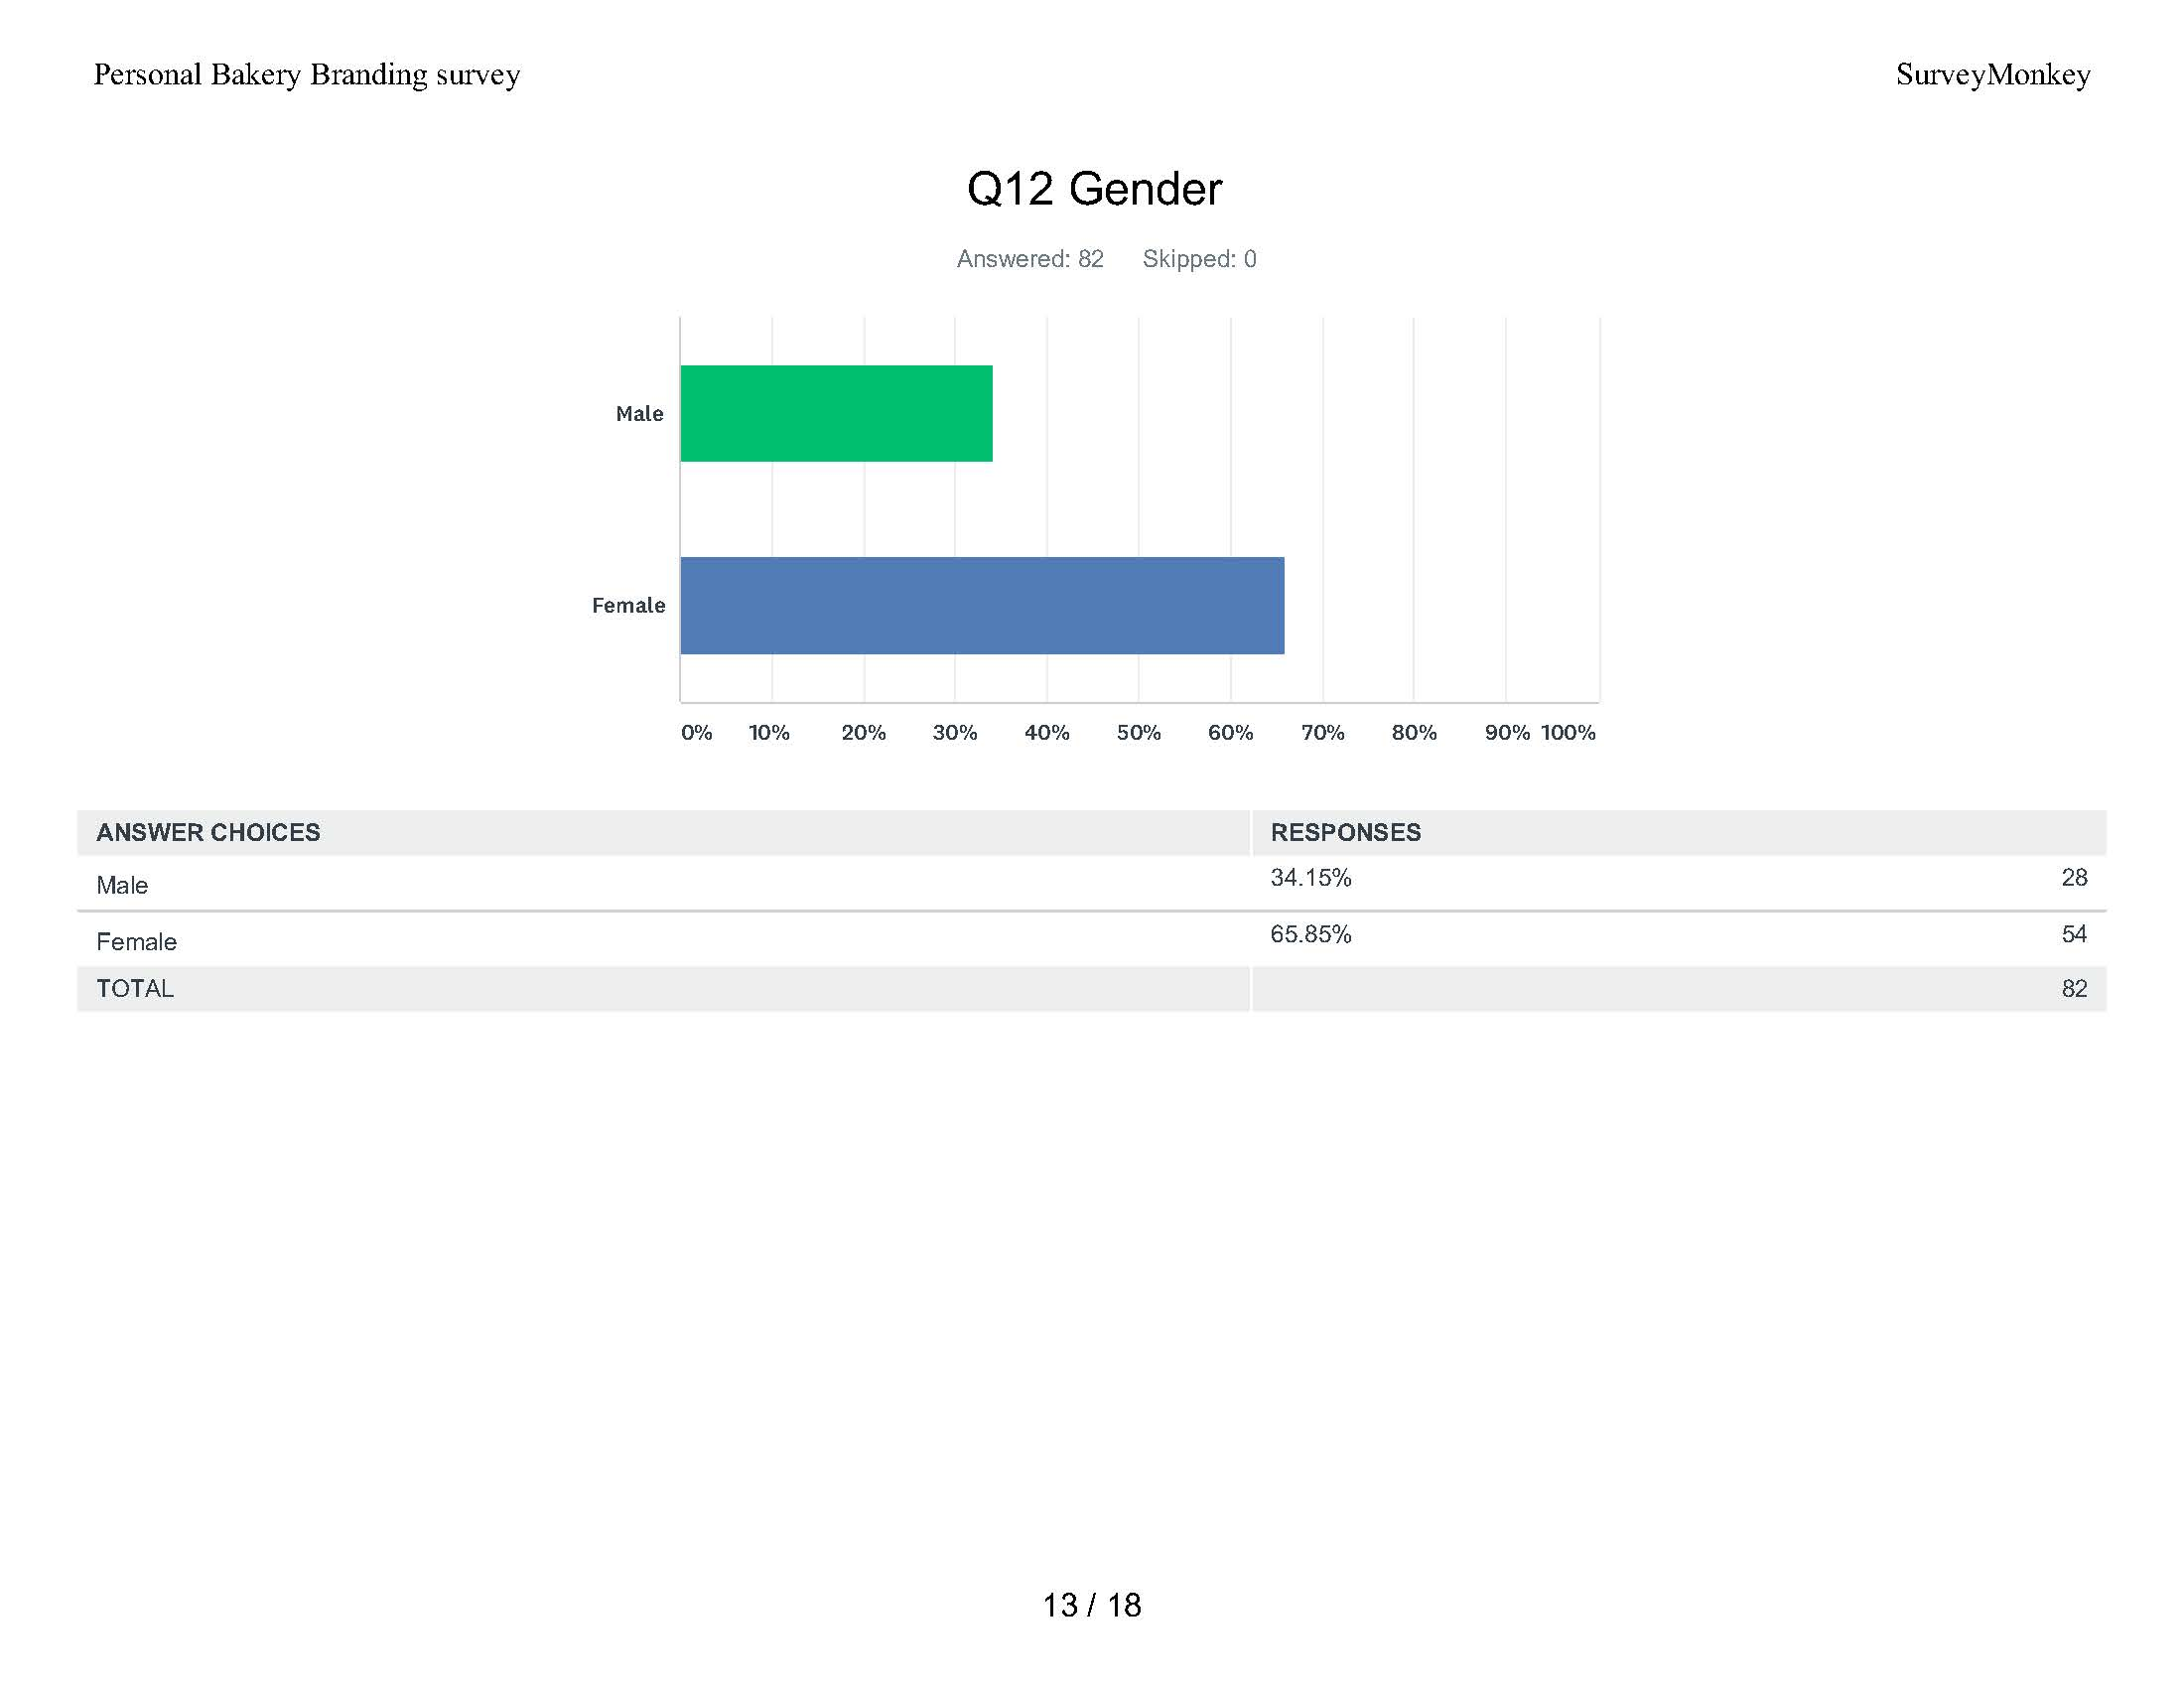 Personal Bakery Branding survey SurveyMonkey
Q12 Gender
Answered: 82 Skipped: 0
Male
Female
0% 10% 20% 30% 40% 50% 60% 70% 80% 90% 100%
ANSWER CHOICES RESPONSES
Male 34.15% 28
Female 65.85% 54
TOTAL 82
13 / 18